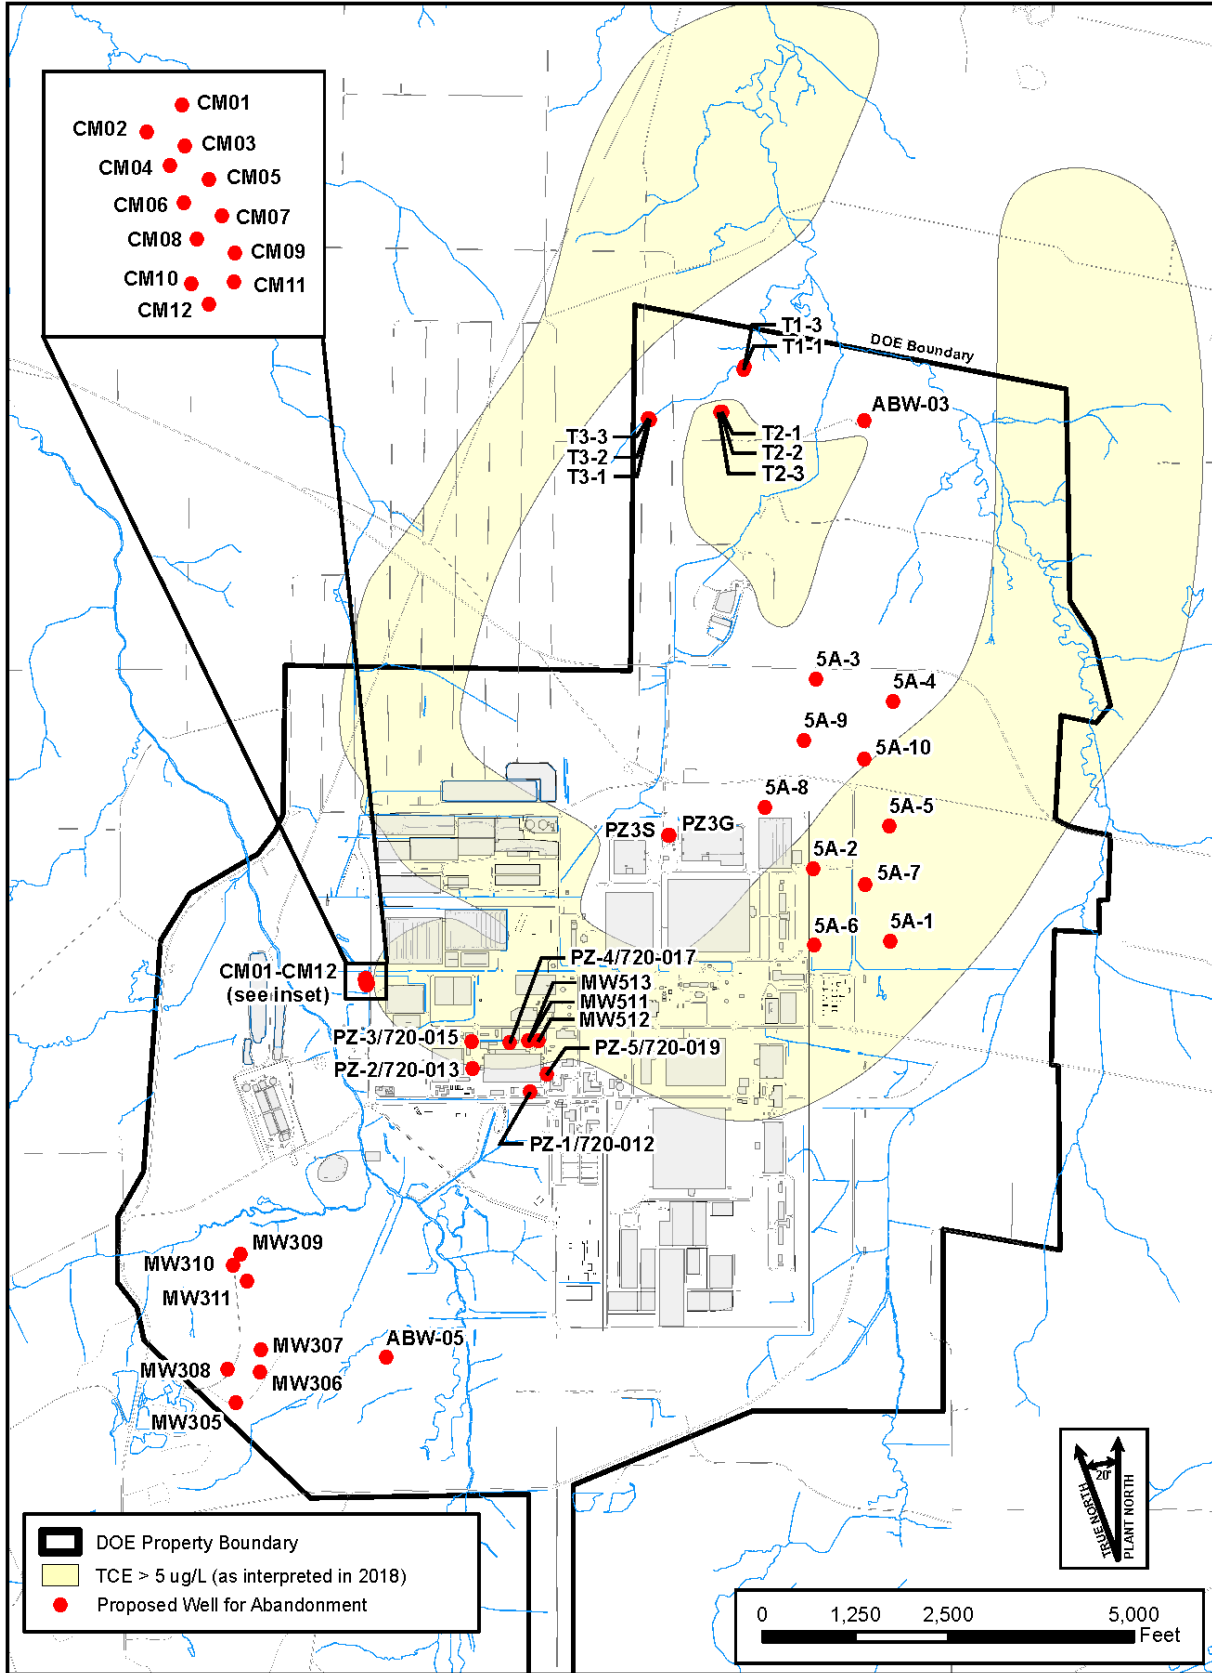 CM01
CM02
CM03
CM04
CM05
CM06
CM07
CM08
CM09
CM10
CM11
CM12
T1-3
T1-1
DOE Boundary
ABW-03
T3-3
T3-2
T3-1
T2-1
T2-2
T2-3
5A-3
5A-4
5A-9
5A-10
5A-8
5A-5
PZ3S
PZ3G
5A-2
5A-7
5A-6
5A-1
CM01-CM12
(see inset)
PZ-4/720-017
MW513
MW511
MW512
PZ-3/720-015
PZ-5/720-019
PZ-2/720-013
PZ-1/720-012
MW309
MW310
MW311
MW307
ABW-05
MW308
MW306
MW305
TRUE NORTH
20°
PLANT NORTH
DOE Property Boundary
TCE > 5 ug/L (as interpreted in 2018)
Proposed Well for Abandonment
0 1,250 2,500 5,000
Feet